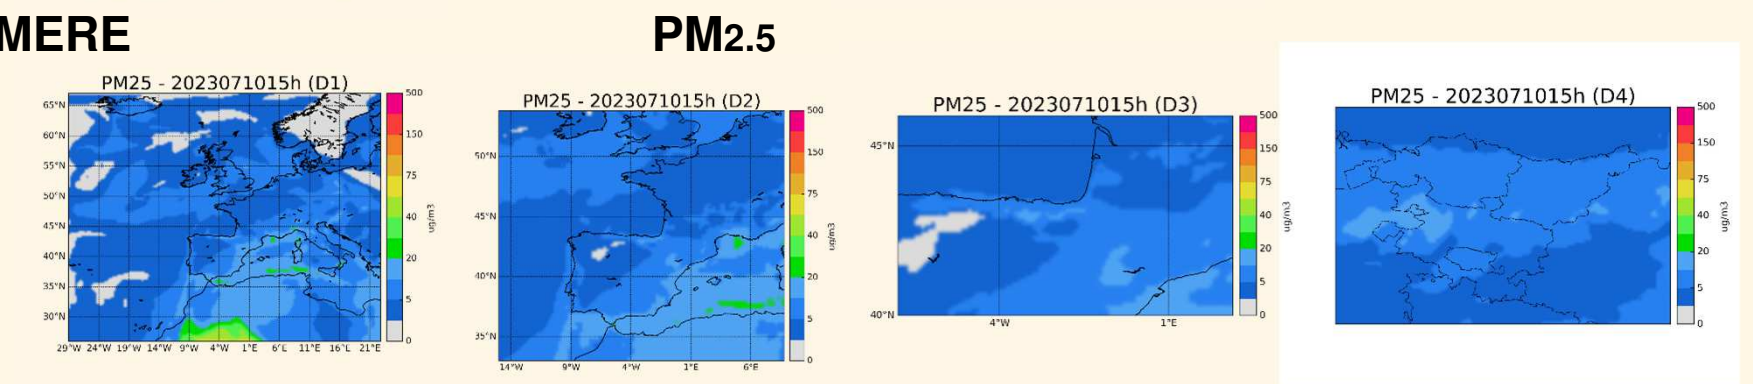 MERE
PM2.5
PM25 - 2023071015h (D1)
65°N
60°N
55°N
50°N
45°N
40°N
35°N
30°N
29°W 24°W 19°W 14°W 9°W 4°W 1°E 6°E 11°E 16°E 21°E
500
150
75
40
20
5
0
ug/m3
PM25 - 2023071015h (D2)
50°N
45°N
40°N
35°N
14°W 9°W 4°W 1°E 6°E
500
150
75
40
20
5
0
ug/m3
PM25 - 2023071015h (D3)
45°N
40°N
4°W 1°E
500
150
75
40
20
5
0
ug/m3
PM25 - 2023071015h (D4)
500
150
75
40
20
5
0
ug/m3